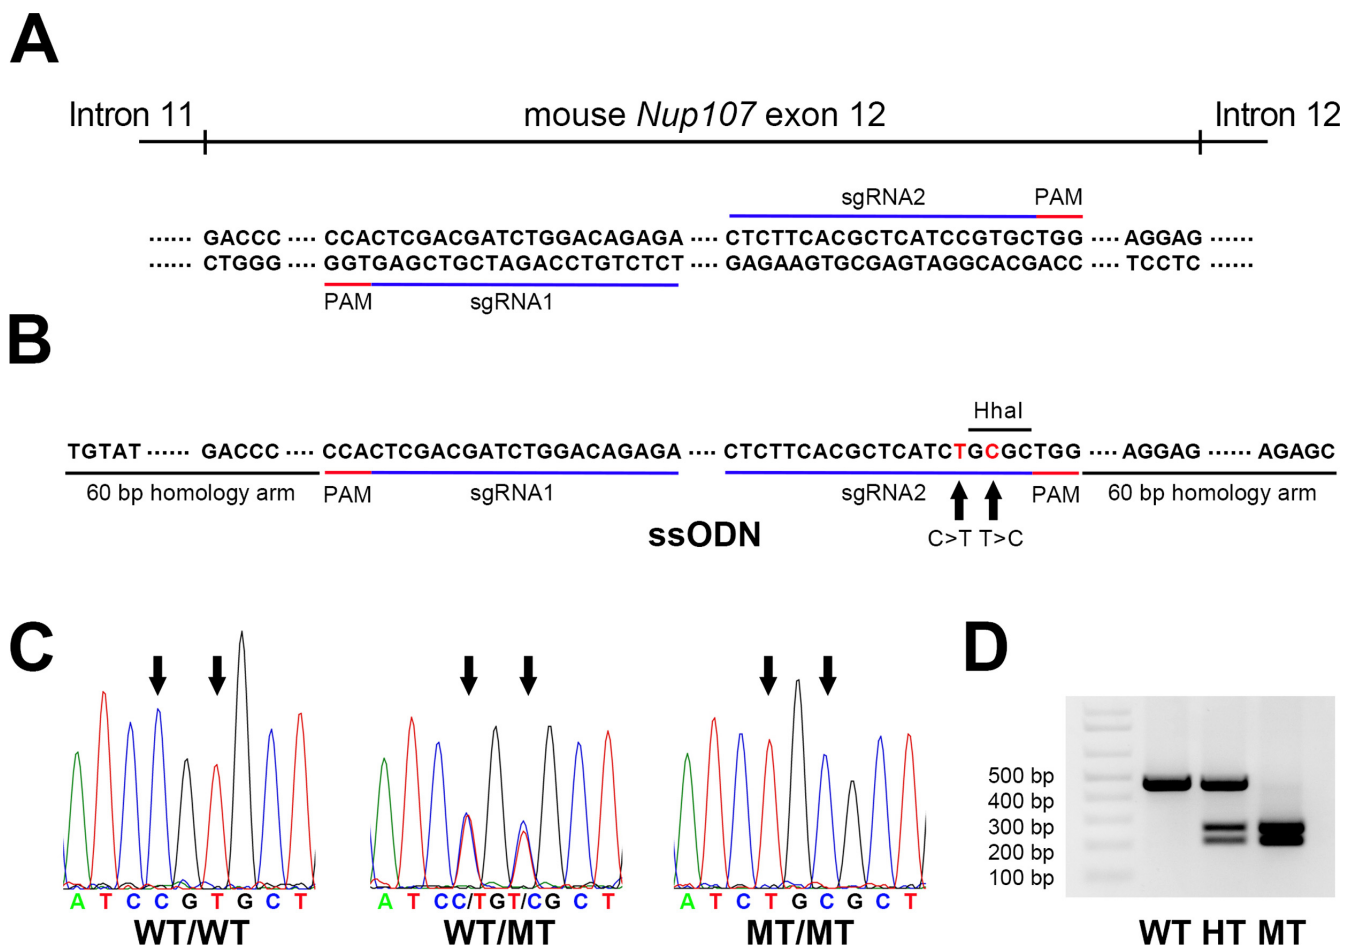 A
Intron 11 mouse Nup107 exon 12 Intron 12
sgRNA2 PAM
······ GACCC ···· CCACTCGACGATCTGGACAGAGA ···· CTCTTCACGCTCATCCGTGCTGG ···· AGGAG ······
······ CTGGG ···· GGTGAGCTGCTAGACCTGTCTCT ···· GAGAAGTGCGAGTAGGCACGACC ···· TCCTC ······
PAM sgRNA1
B
HhaI
TGTAT ······ GACCC ···· CCACTCGACGATCTGGACAGAGA ···· CTCTTCACGCTCATCTGCGCTGG ···· AGGAG ······ AGAGC
60 bp homology arm PAM sgRNA1 sgRNA2 PAM 60 bp homology arm
ssODN C>T T>C
C
A T C C G T G C T
WT/WT
A T C C/T G T/C G C T
WT/MT
A T C T G C G C T
MT/MT
D
500 bp
400 bp
300 bp
200 bp
100 bp
WT HT MT